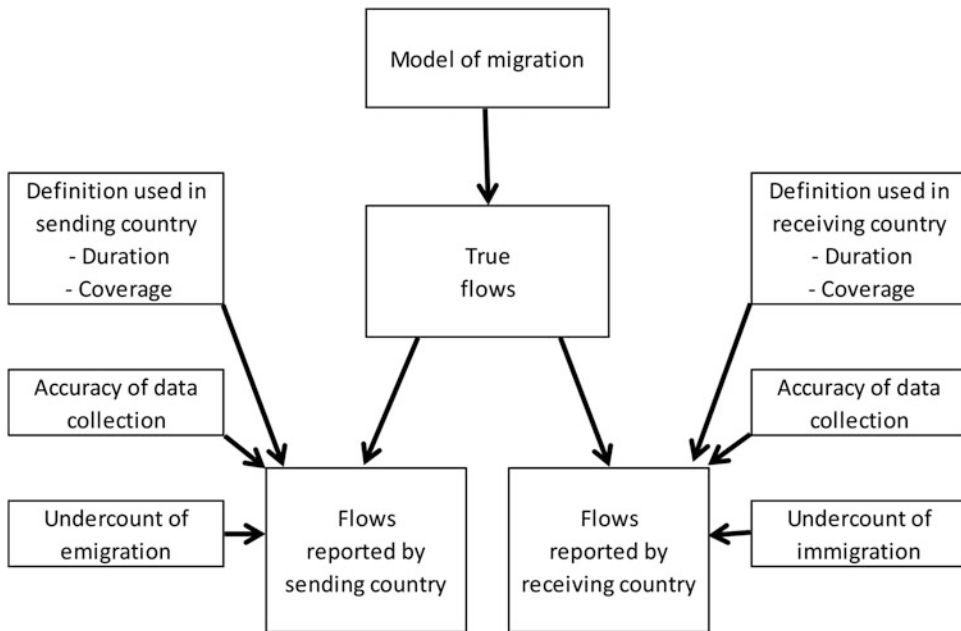 Model of migration
Definition used in
sending country
- Duration
- Coverage
True
flows
Definition used in
receiving country
- Duration
- Coverage
Accuracy of data
collection
Accuracy of data
collection
Undercount of
emigration
Flows
reported by
sending country
Flows
reported by
receiving country
Undercount of
immigration